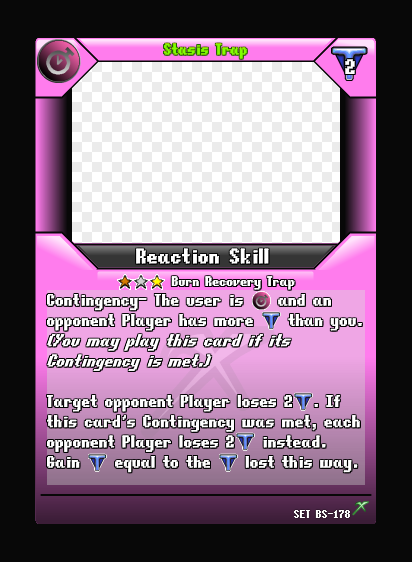 Stasis Trap
2
Reaction Skill
Burn Recovery Trap
Contingency- The user is and an
opponent Player has more than you.
(You may play this card if its
Contingency is met.)
Target opponent Player loses 2. If
this card's Contingency was met, each
opponent Player loses 2 instead.
Gain equal to the lost this way.
SET BS-178